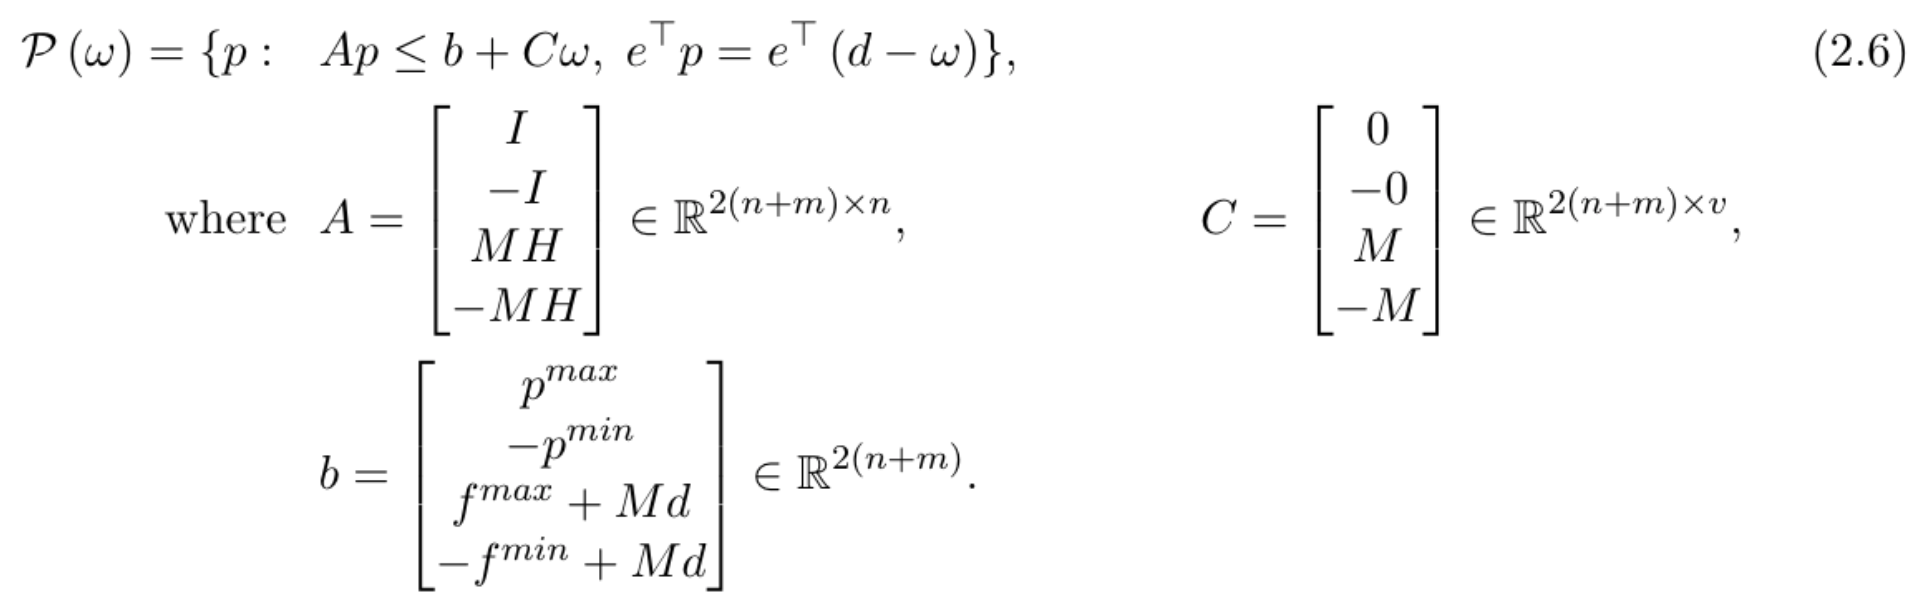 𝒫 (ω) = {p : Ap ≤ b + Cω, e^⊤ p = e^⊤ (d − ω)}, (2.6)
where A = [ I ; −I ; MH ; −MH ] ∈ ℝ^{2(n+m)×n}, C = [ 0 ; −0 ; M ; −M ] ∈ ℝ^{2(n+m)×v},
b = [ p^{max} ; −p^{min} ; f^{max} + Md ; −f^{min} + Md ] ∈ ℝ^{2(n+m)}.